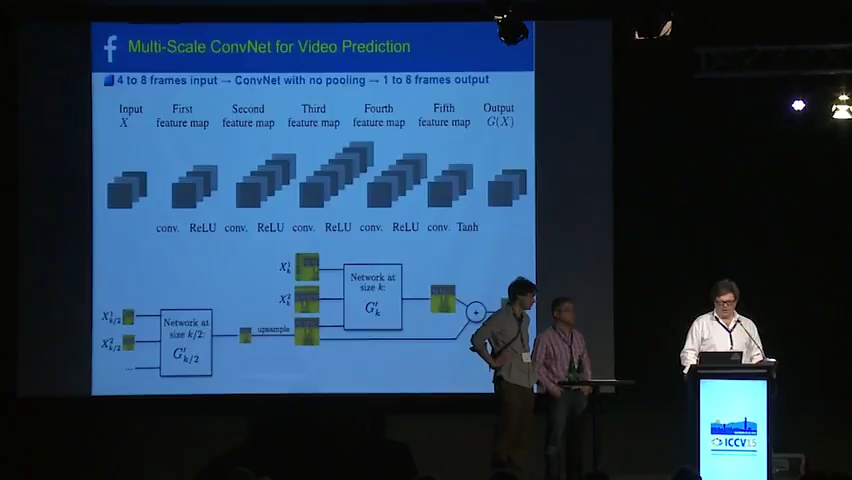 f Multi-Scale ConvNet for Video Prediction
4 to 8 frames input → ConvNet with no pooling → 1 to 8 frames output
Input First Second Third Fourth Fifth Output
X feature map feature map feature map feature map feature map G(X)
conv. ReLU conv. ReLU conv. ReLU conv. ReLU conv. Tanh
X¹ₖ
Network at
size k:
G′ₖ
X²ₖ
+
upsample
X¹ₖ/₂
Network at
size k/2:
G′ₖ/₂
X²ₖ/₂
...
ICCV15